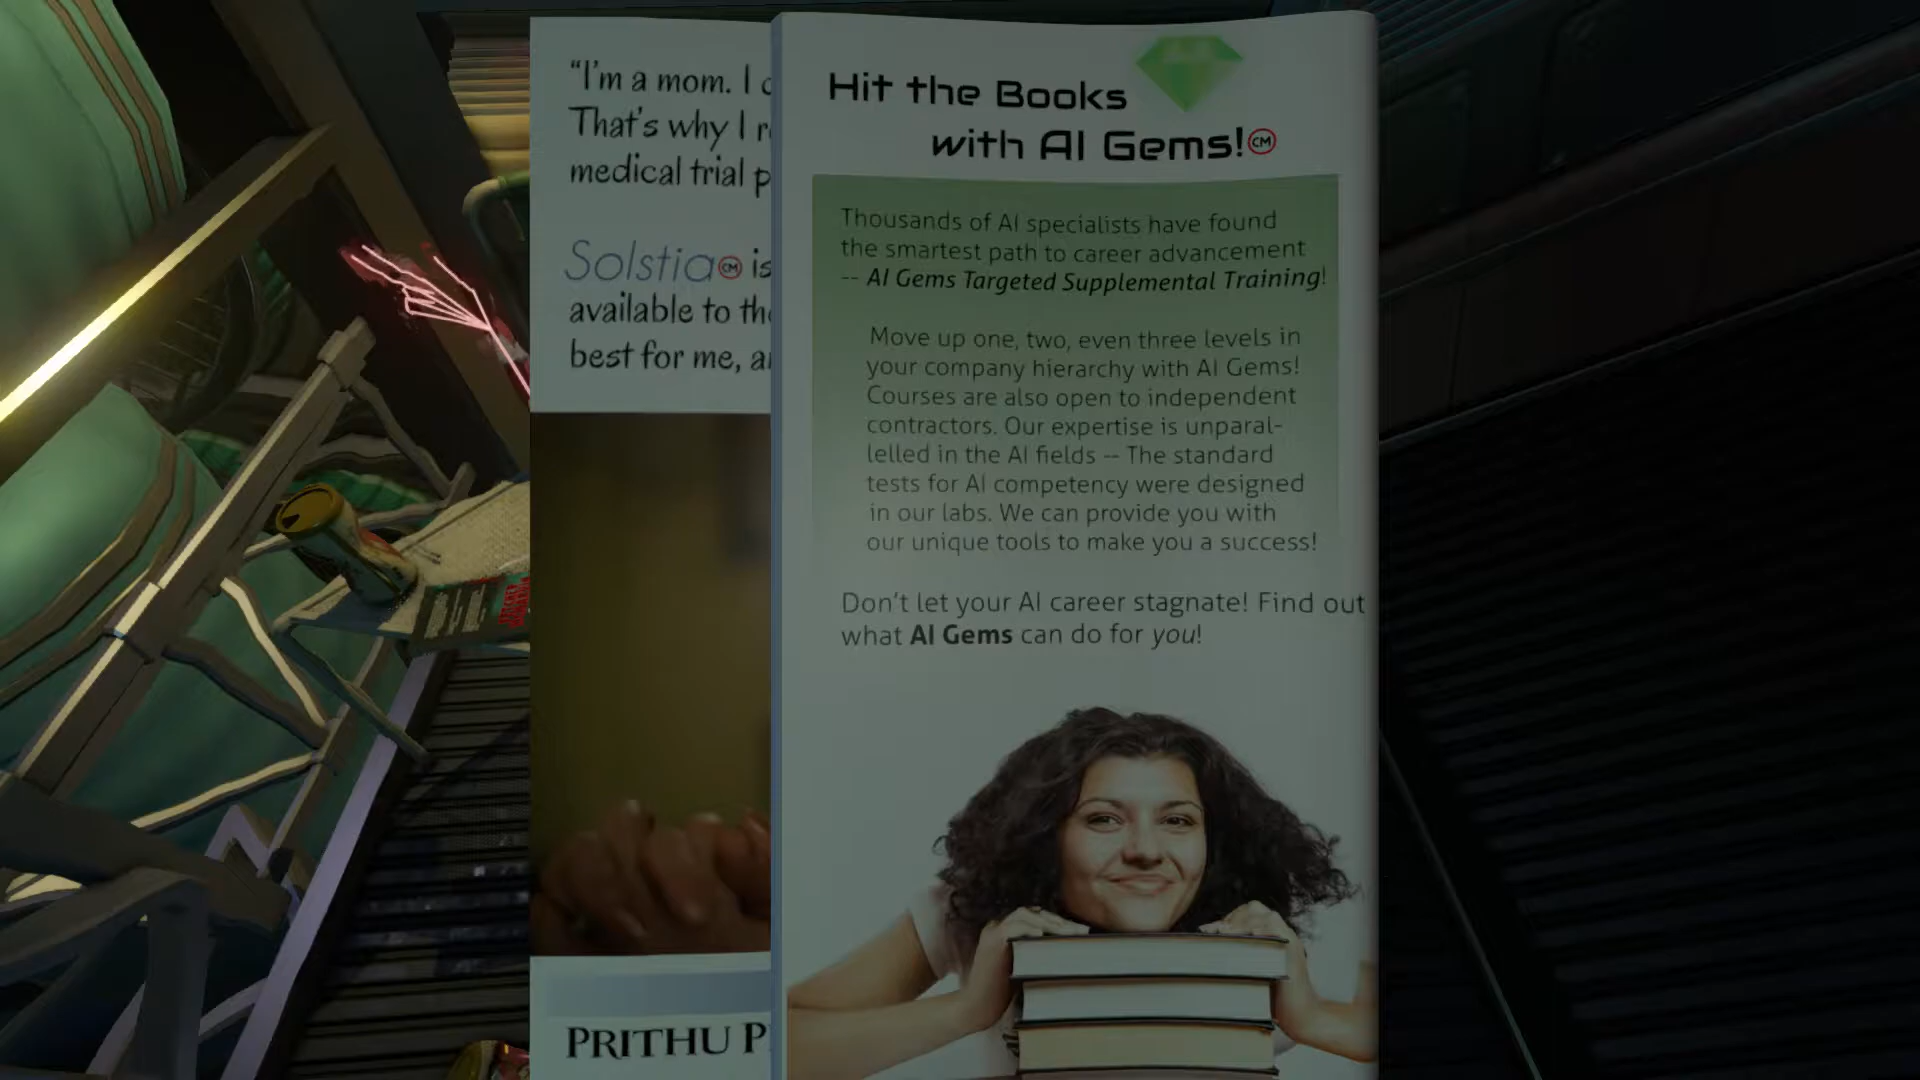 "I'm a mom. I
That's why I
medical trial
Solstia CM is
available to
best for me,
PRITHU
Hit the Books
with AI Gems! CM
Thousands of AI specialists have found
the smartest path to career advancement
-- AI Gems Targeted Supplemental Training!
Move up one, two, even three levels in
your company hierarchy with AI Gems!
Courses are also open to independent
contractors. Our expertise is unparal-
lelled in the AI fields -- The standard
tests for AI competency were designed
in our labs. We can provide you with
our unique tools to make you a success!
Don't let your AI career stagnate! Find out
what AI Gems can do for you!